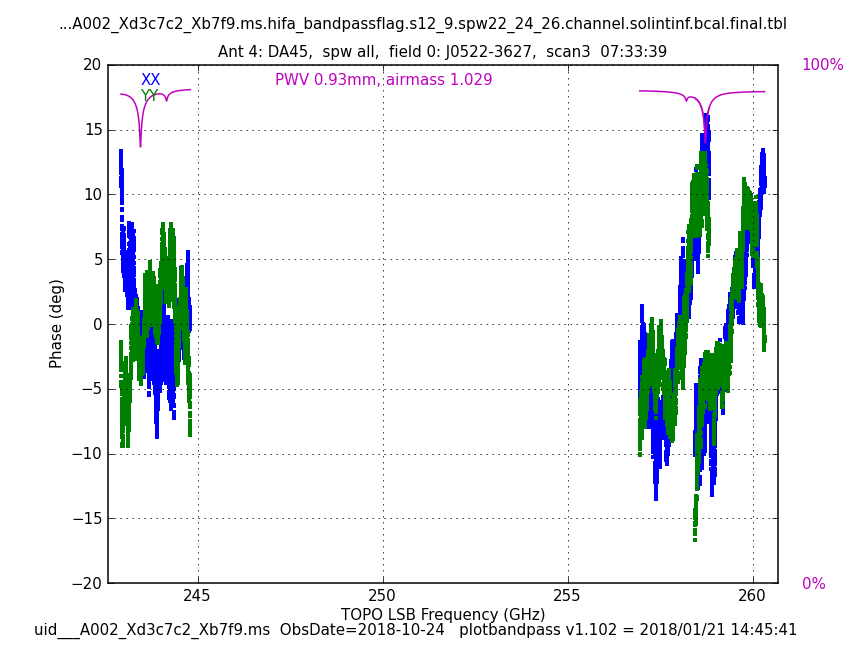 ...A002_Xd3c7c2_Xb7f9.ms.hifa_bandpassflag.s12_9.spw22_24_26.channel.solintinf.bcal.final.tbl
Ant 4: DA45,  spw all,  field 0: J0522-3627,  scan3  07:33:39
20
100%
XX
PWV 0.93mm, airmass 1.029
YY
15
10
5
0
Phase (deg)
−5
−10
−15
−20
0%
245
250
255
260
TOPO LSB Frequency (GHz)
uid___A002_Xd3c7c2_Xb7f9.ms  ObsDate=2018-10-24   plotbandpass v1.102 = 2018/01/21 14:45:41